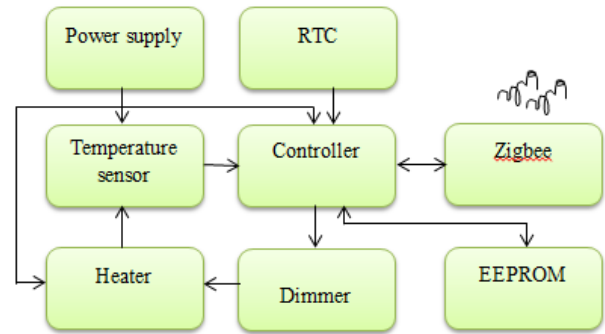 Power supply
RTC
Temperature
sensor
Controller
Zigbee
Heater
Dimmer
EEPROM